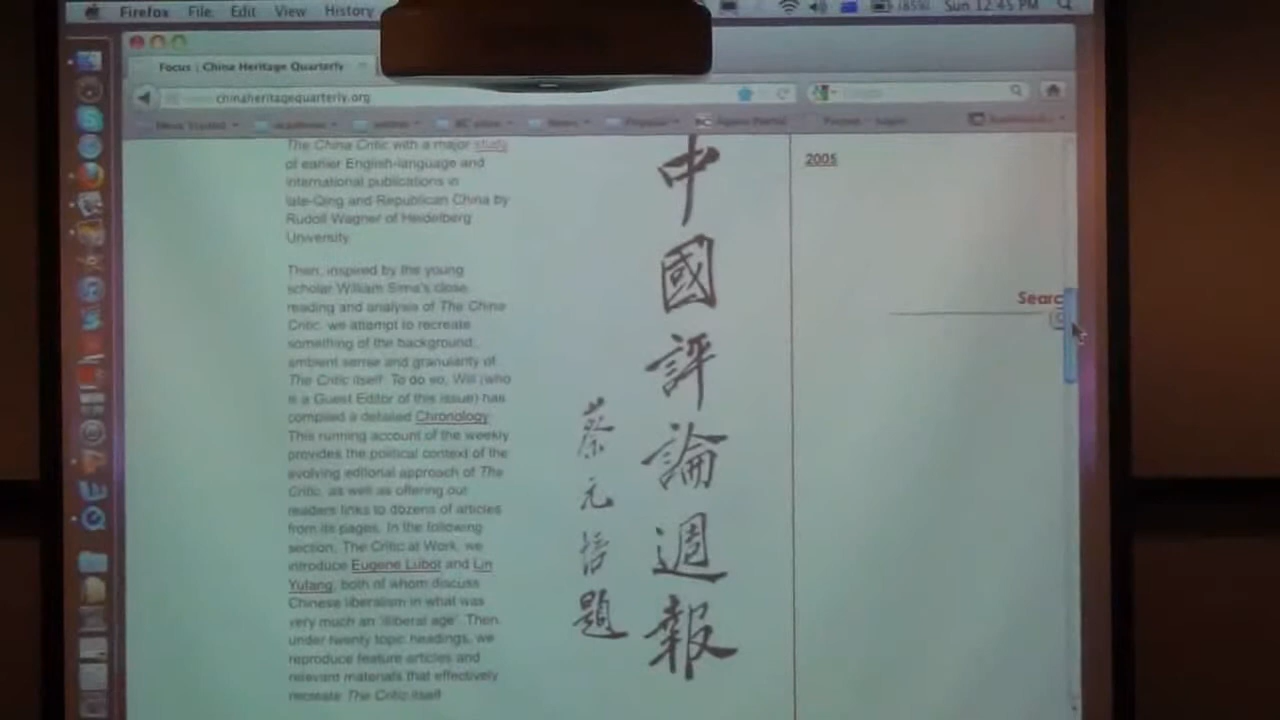 Firefox File Edit View History
(85%) Sun 12:45 PM
Focus | China Heritage Quarterly
chinaheritagequarterly.org
The China Critic with a major study
of earlier English-language and
international publications in
late-Qing and Republican China by
Rudolf Wagner of Heidelberg
University.
Then, inspired by the young
scholar William Sima's close
reading and analysis of The China
Critic, we attempt to recreate
something of the background,
ambient sense and granularity of
The Critic itself. To do so, Will (who
is a Guest Editor of this issue) has
compiled a detailed Chronology.
This running account of the weekly
provides the political context of the
evolving editorial approach of The
Critic, as well as offering our
readers links to dozens of articles
from its pages. In the following
section, The Critic at Work, we
introduce Eugene Lubot and Lin
Yutang, both of whom discuss
Chinese liberalism in what was
very much an 'illiberal age'. Then,
under twenty topic headings, we
reproduce feature articles and
relevant materials that effectively
recreate The Critic itself.
中國評論週報
蔡元培題
2005
Searc